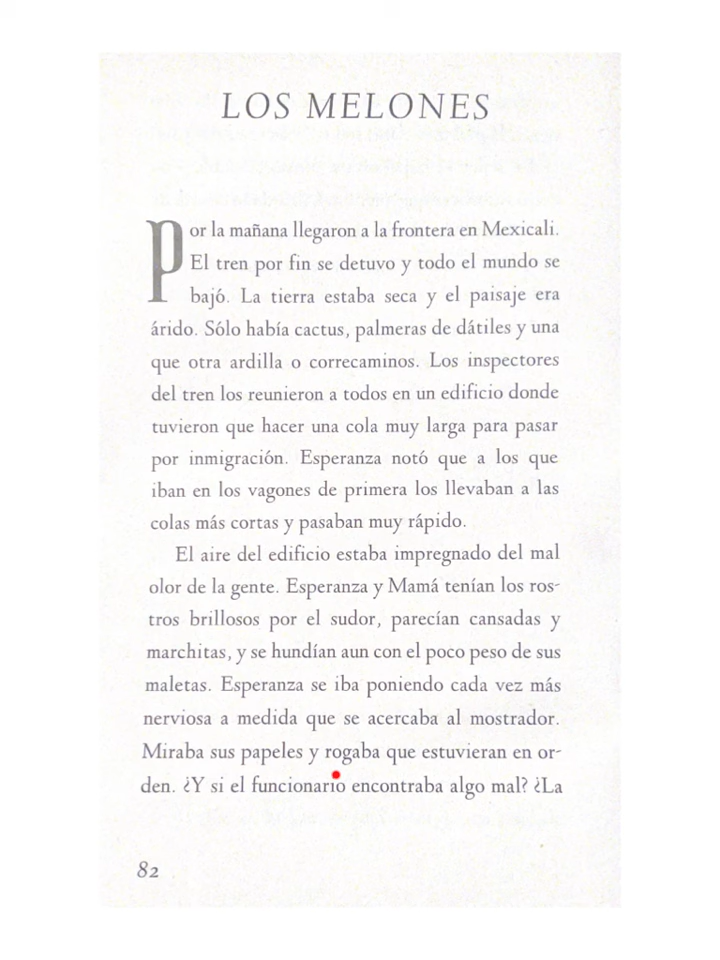 LOS MELONES
Por la mañana llegaron a la frontera en Mexicali.
El tren por fin se detuvo y todo el mundo se
bajó. La tierra estaba seca y el paisaje era
árido. Sólo había cactus, palmeras de dátiles y una
que otra ardilla o correcaminos. Los inspectores
del tren los reunieron a todos en un edificio donde
tuvieron que hacer una cola muy larga para pasar
por inmigración. Esperanza notó que a los que
iban en los vagones de primera los llevaban a las
colas más cortas y pasaban muy rápido.
El aire del edificio estaba impregnado del mal
olor de la gente. Esperanza y Mamá tenían los ros-
tros brillosos por el sudor, parecían cansadas y
marchitas, y se hundían aun con el poco peso de sus
maletas. Esperanza se iba poniendo cada vez más
nerviosa a medida que se acercaba al mostrador.
Miraba sus papeles y rogaba que estuvieran en or-
den. ¿Y si el funcionario encontraba algo mal? ¿La
82